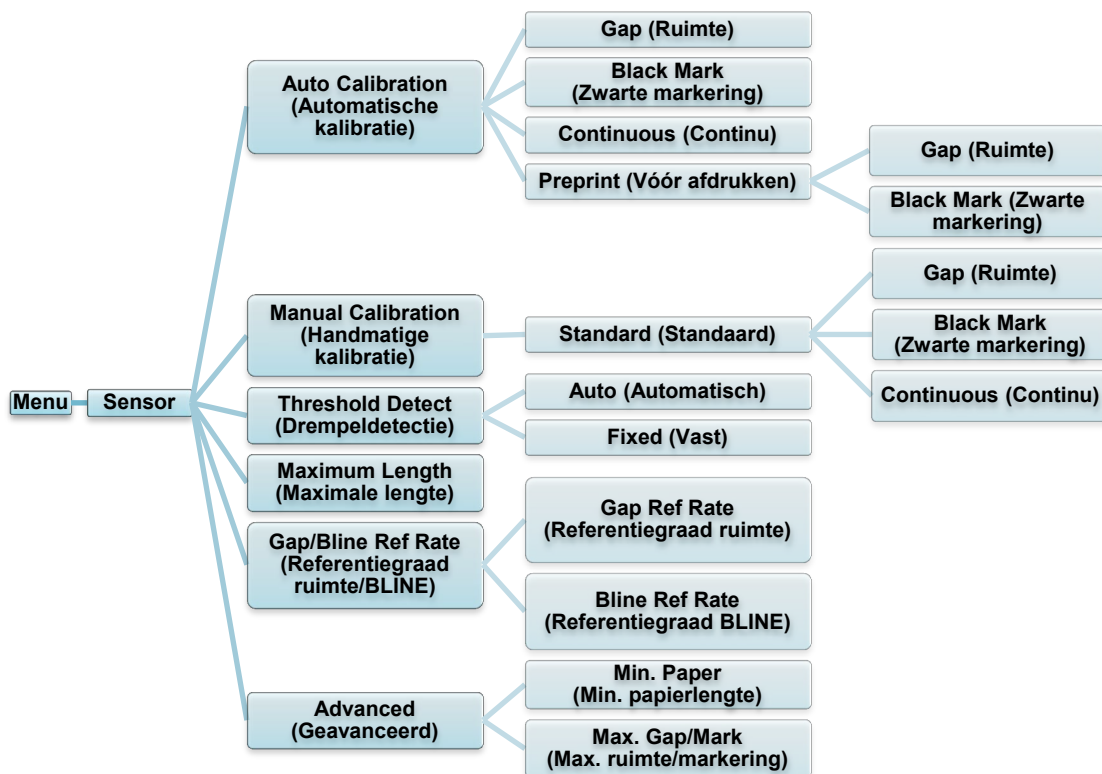 Menu
Sensor
Auto Calibration
(Automatische
kalibratie)
Gap (Ruimte)
Black Mark
(Zwarte markering)
Continuous (Continu)
Preprint (Vóór afdrukken)
Gap (Ruimte)
Black Mark (Zwarte
markering)
Manual Calibration
(Handmatige
kalibratie)
Standard (Standaard)
Gap (Ruimte)
Black Mark
(Zwarte markering)
Continuous (Continu)
Threshold Detect
(Drempeldetectie)
Auto (Automatisch)
Fixed (Vast)
Maximum Length
(Maximale lengte)
Gap/Bline Ref Rate
(Referentiegraad
ruimte/BLINE)
Gap Ref Rate
(Referentiegraad ruimte)
Bline Ref Rate
(Referentiegraad BLINE)
Advanced
(Geavanceerd)
Min. Paper
(Min. papierlengte)
Max. Gap/Mark
(Max. ruimte/markering)